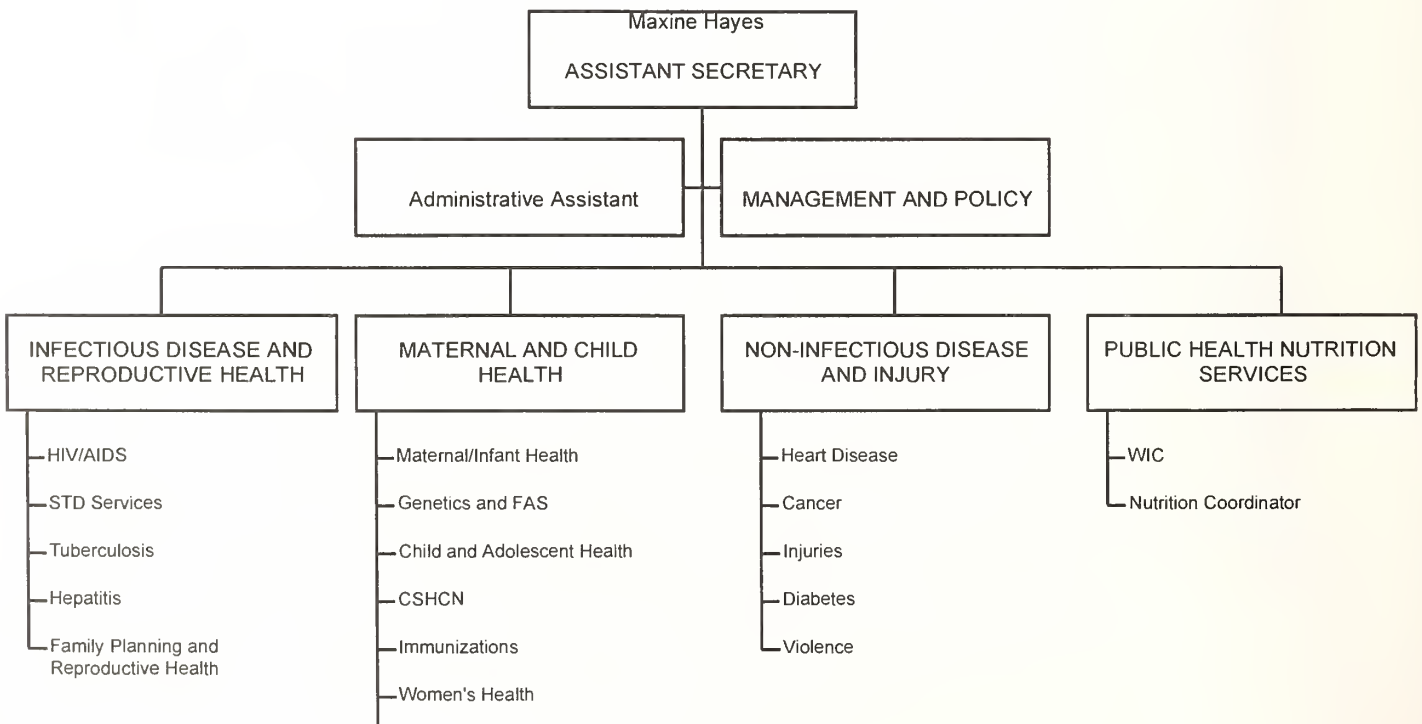 Maxine Hayes
ASSISTANT SECRETARY
Administrative Assistant
MANAGEMENT AND POLICY
INFECTIOUS DISEASE AND
REPRODUCTIVE HEALTH
HIV/AIDS
STD Services
Tuberculosis
Hepatitis
Family Planning and
Reproductive Health
MATERNAL AND CHILD
HEALTH
Maternal/Infant Health
Genetics and FAS
Child and Adolescent Health
CSHCN
Immunizations
Women's Health
NON-INFECTIOUS DISEASE
AND INJURY
Heart Disease
Cancer
Injuries
Diabetes
Violence
PUBLIC HEALTH NUTRITION
SERVICES
WIC
Nutrition Coordinator